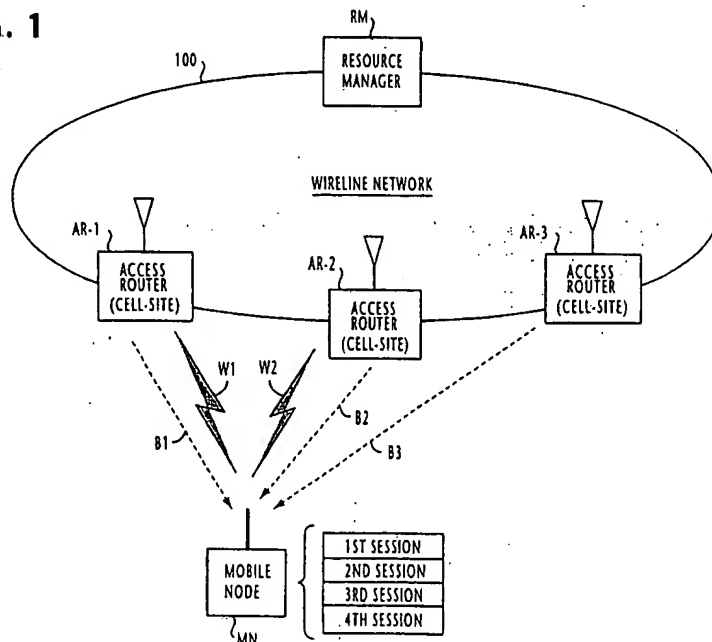 . 1
RM
100
RESOURCE
MANAGER
WIRELINE NETWORK
AR-1
AR-2
AR-3
ACCESS
ROUTER
(CELL-SITE)
ACCESS
ROUTER
(CELL-SITE)
ACCESS
ROUTER
(CELL-SITE)
W1
W2
B1
B2
B3
MOBILE
NODE
1ST SESSION
2ND SESSION
3RD SESSION
4TH SESSION
MN